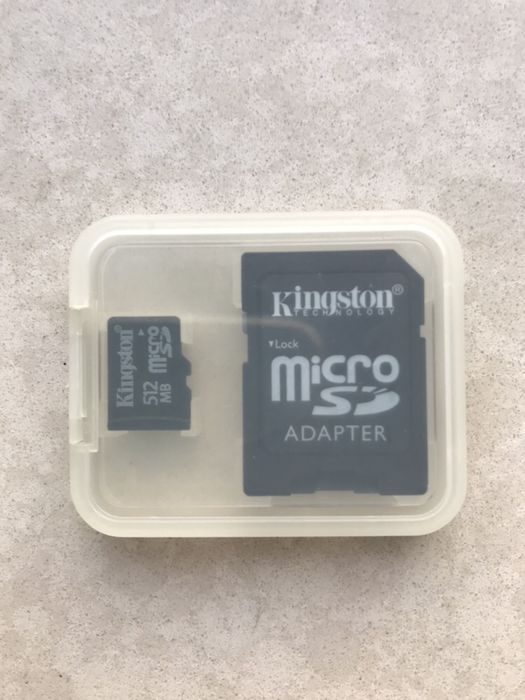 Kingston
micro SD
512
MB
Kingston®
TECHNOLOGY
▼Lock
micro
SD
ADAPTER